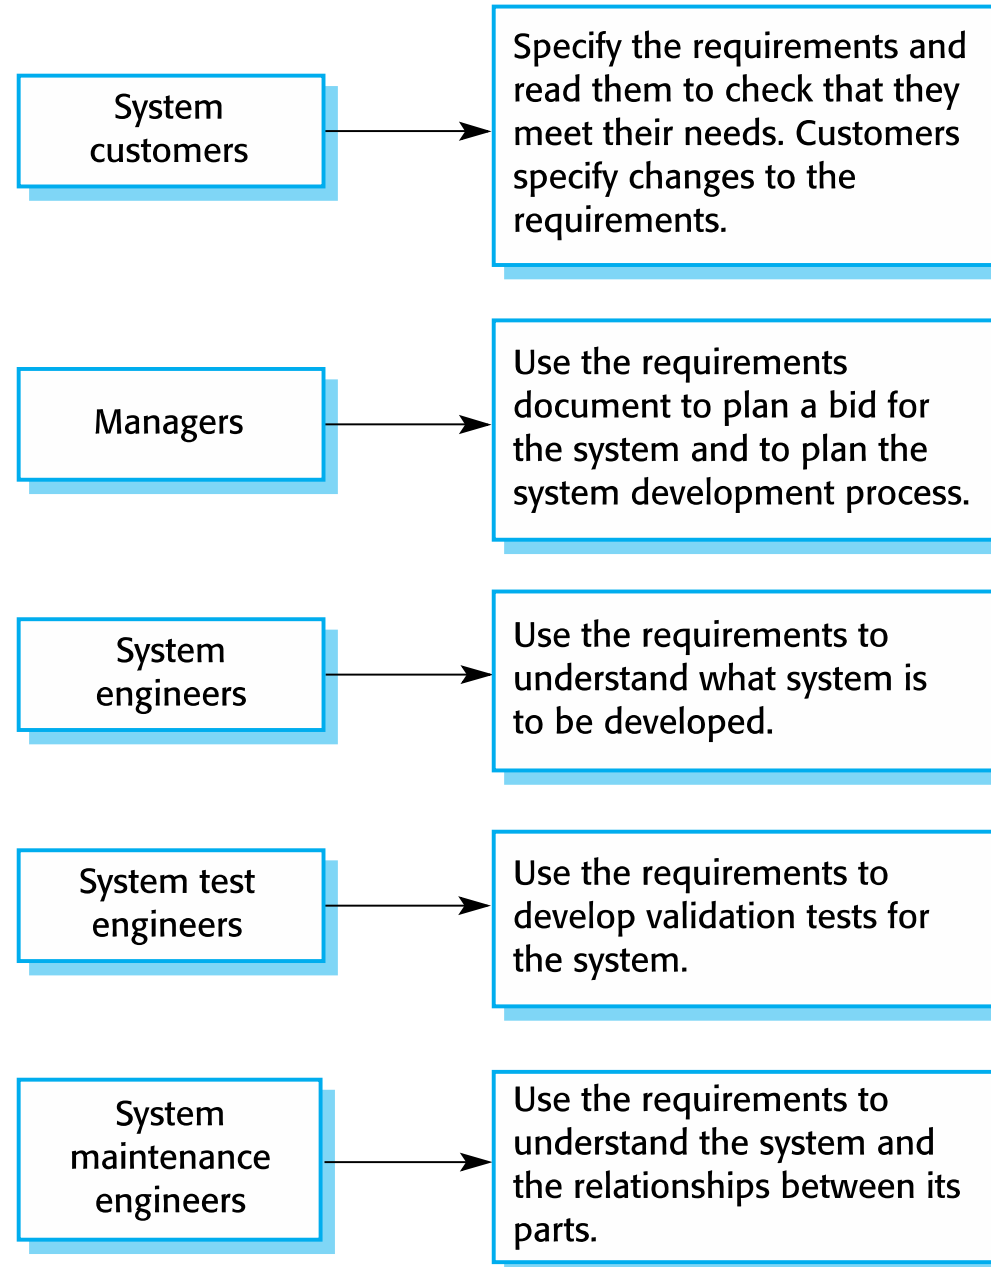 System
customers
Specify the requirements and
read them to check that they
meet their needs. Customers
specify changes to the
requirements.
Managers
Use the requirements
document to plan a bid for
the system and to plan the
system development process.
System
engineers
Use the requirements to
understand what system is
to be developed.
System test
engineers
Use the requirements to
develop validation tests for
the system.
System
maintenance
engineers
Use the requirements to
understand the system and
the relationships between its
parts.